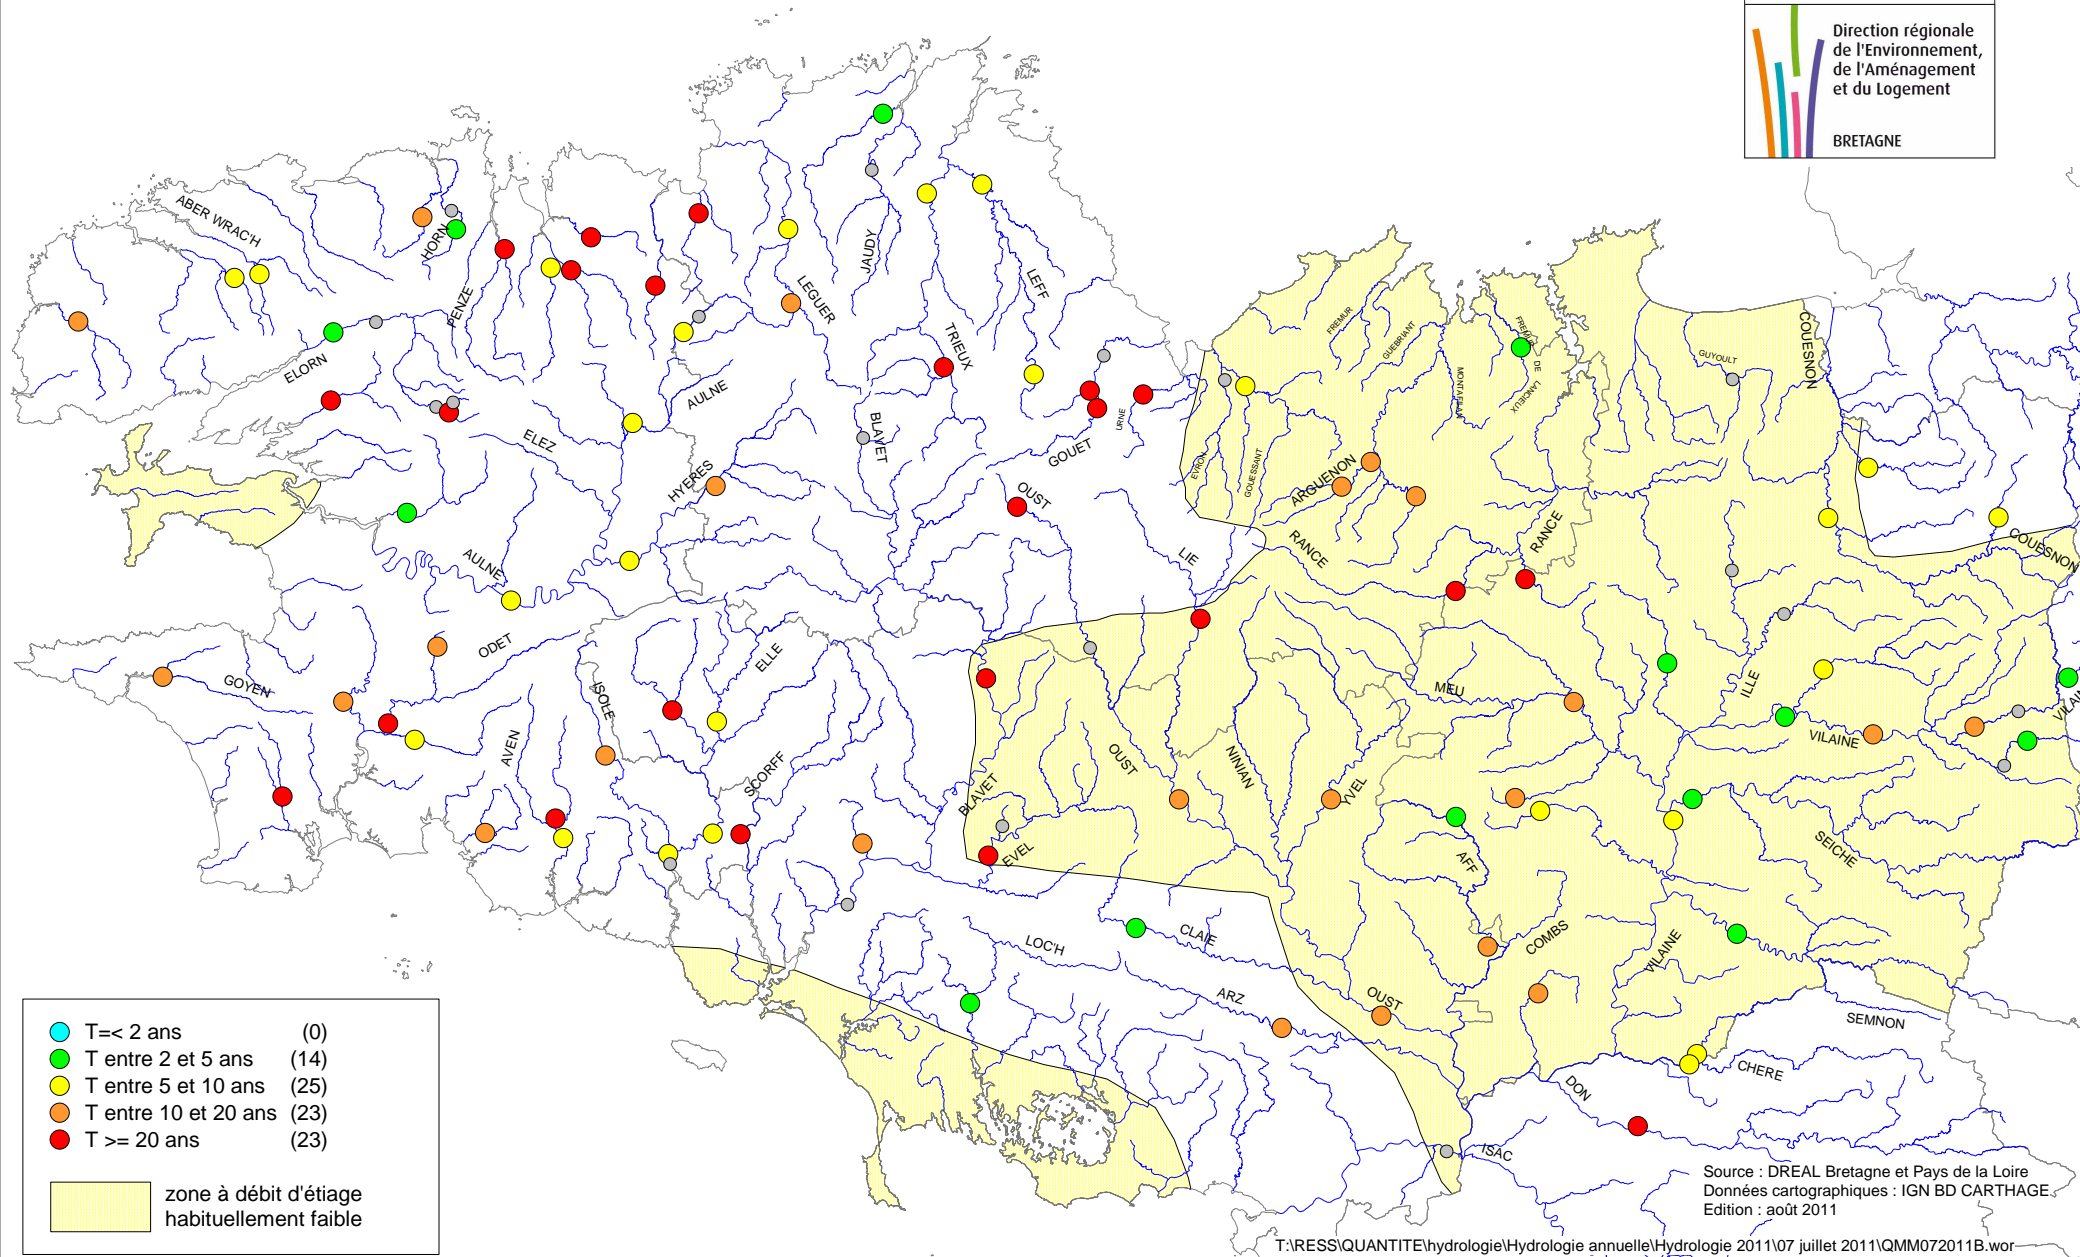 Direction régionale
de l'Environnement,
de l'Aménagement
et du Logement
BRETAGNE
ABER WRAC'H
HORN
PENZE
ELORN
JAUDY
LEGUER
LEFF
TRIEUX
AULNE
ELEZ
BLAVET
HYERES
GOUET
URNE
OUST
LIE
EVRON
GOUESSANT
FREMUR
GUEBRIANT
MONTAFILAN
FREMUR
DE
LANCIEUX
GUYOULT
COUESNON
ARGUENON
RANCE
RANCE
COUESNON
AULNE
ODET
GOYEN
ISOLE
ELLE
AVEN
SCORFF
BLAVET
EVEL
OUST
NINIAN
YVEL
MEU
ILLE
VILAINE
AFF
SEICHE
COMBS
VILAINE
CLAIE
LOC'H
ARZ
OUST
SEMNON
CHERE
DON
ISAC
T=< 2 ans (0)
T entre 2 et 5 ans (14)
T entre 5 et 10 ans (25)
T entre 10 et 20 ans (23)
T >= 20 ans (23)
zone à débit d'étiage
habituellement faible
Source : DREAL Bretagne et Pays de la Loire
Données cartographiques : IGN BD CARTHAGE
Edition : août 2011
T:\RESS\QUANTITE\hydrologie\Hydrologie annuelle\Hydrologie 2011\07 juillet 2011\QMM072011B.wor